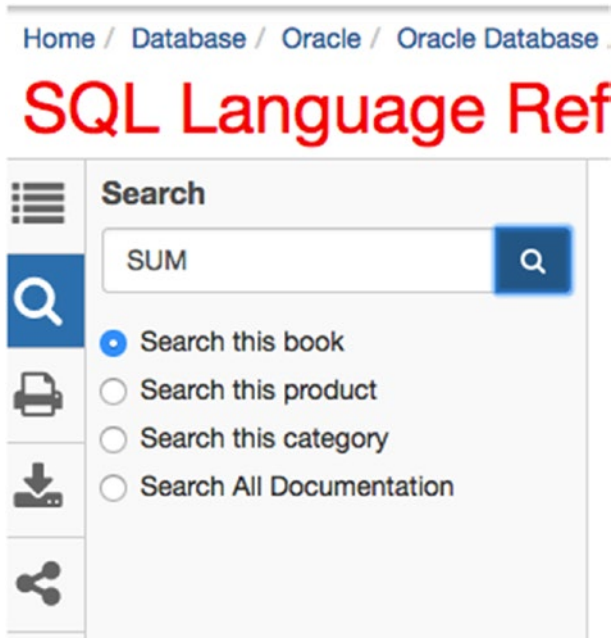 Home / Database / Oracle / Oracle Database
SQL Language Ref
Search
SUM
Search this book
Search this product
Search this category
Search All Documentation